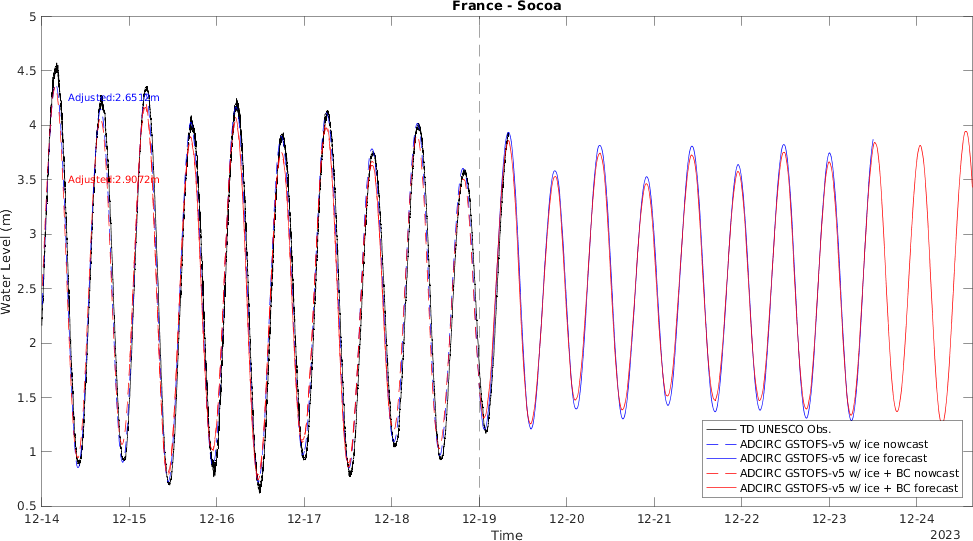 France - Socoa
5
4.5
4
3.5
3
2.5
2
1.5
1
0.5
Water Level (m)
Adjusted:2.6512m
Adjusted:2.9072m
TD UNESCO Obs.
ADCIRC GSTOFS-v5 w/ ice nowcast
ADCIRC GSTOFS-v5 w/ ice forecast
ADCIRC GSTOFS-v5 w/ ice + BC nowcast
ADCIRC GSTOFS-v5 w/ ice + BC forecast
12-14 12-15 12-16 12-17 12-18 12-19 12-20 12-21 12-22 12-23 12-24
Time
2023